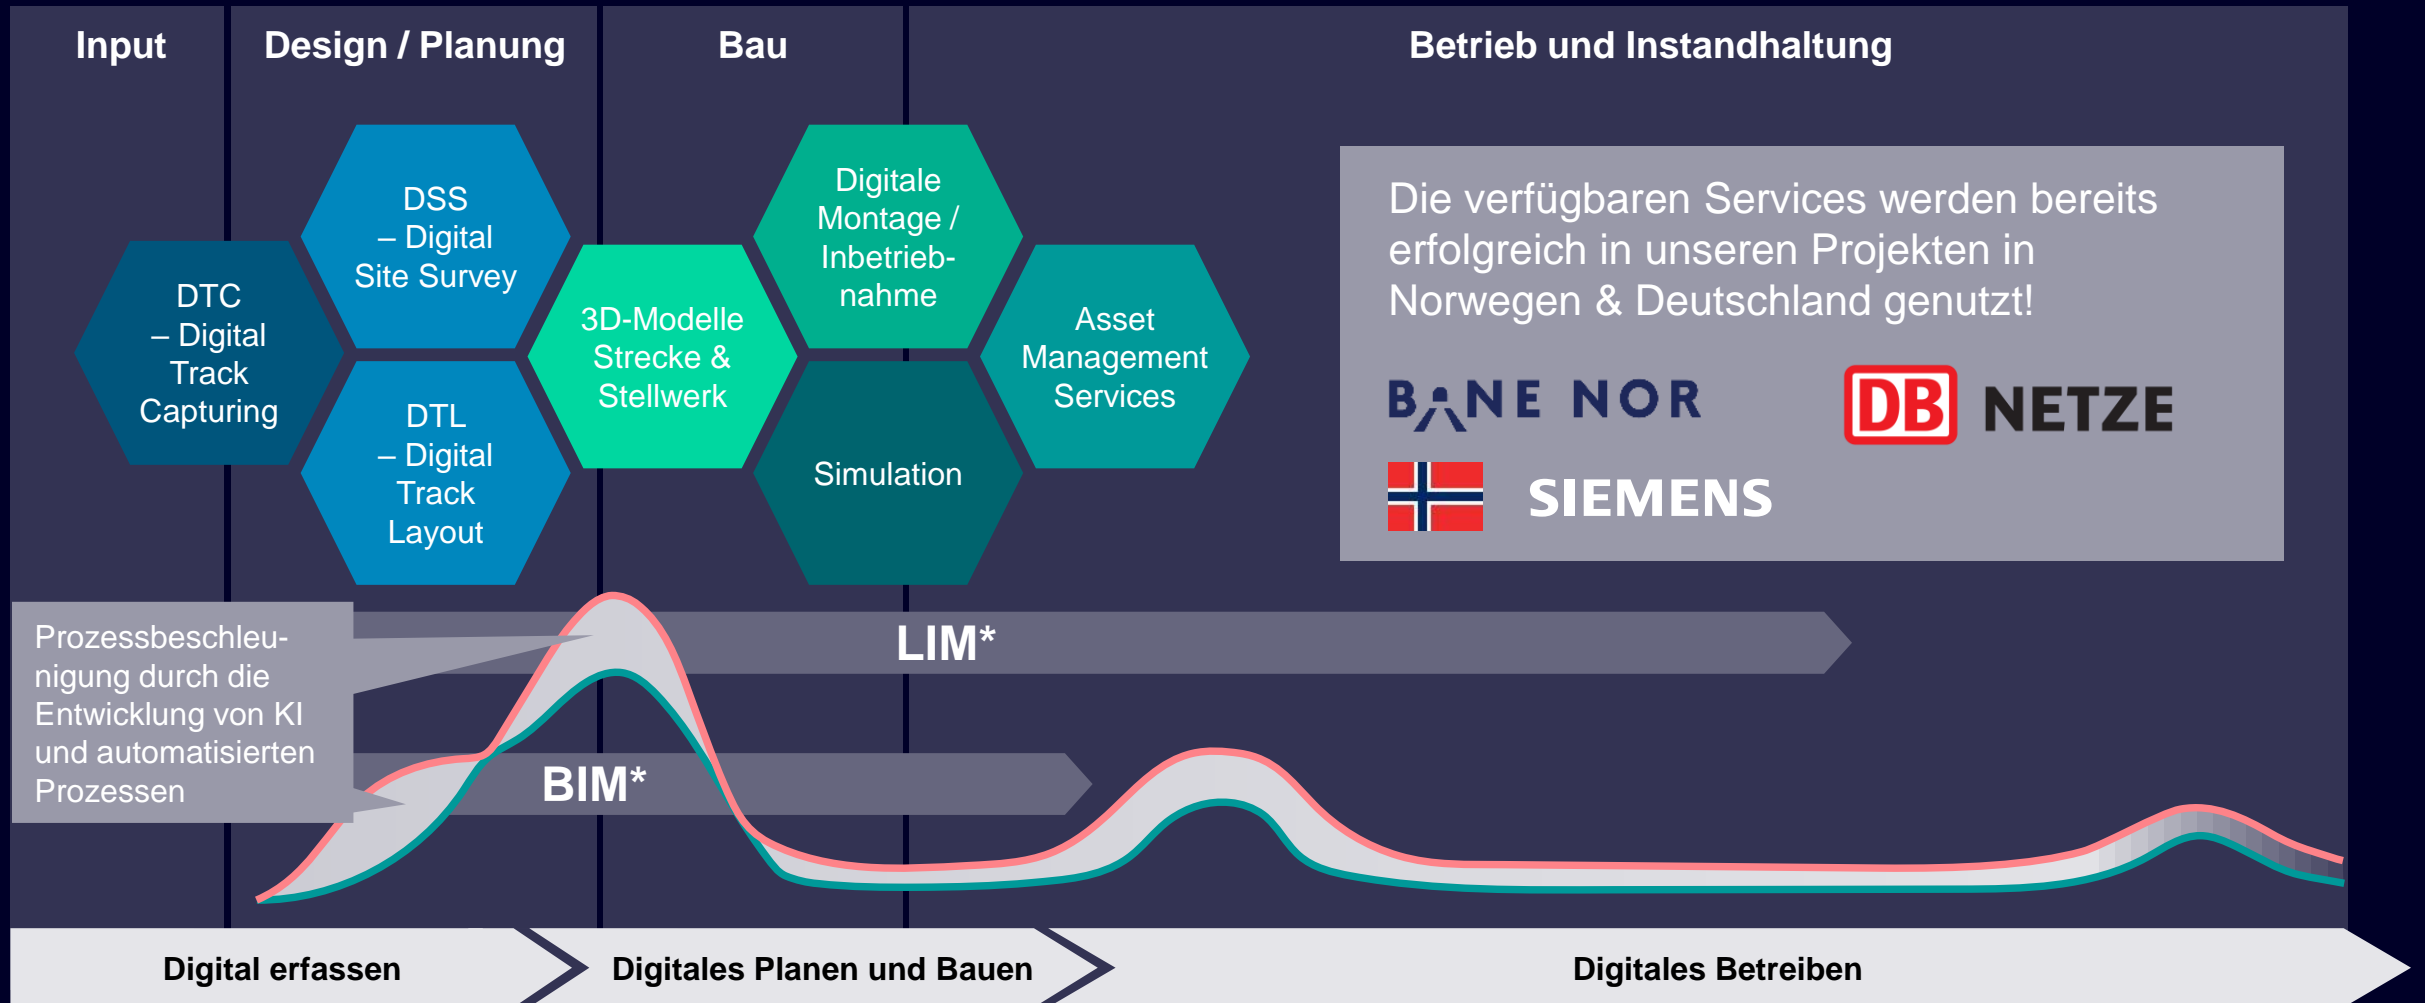 Input
Design / Planung
Bau
Betrieb und Instandhaltung
DTC
– Digital
Track
Capturing
DSS
– Digital
Site Survey
DTL
– Digital
Track
Layout
3D-Modelle
Strecke &
Stellwerk
Digitale
Montage /
Inbetrieb-
nahme
Simulation
Asset
Management
Services
Die verfügbaren Services werden bereits
erfolgreich in unseren Projekten in
Norwegen & Deutschland genutzt!
BANE NOR
DB NETZE
SIEMENS
Prozessbeschleu-
nigung durch die
Entwicklung von KI
und automatisierten
Prozessen
LIM*
BIM*
Digital erfassen
Digitales Planen und Bauen
Digitales Betreiben